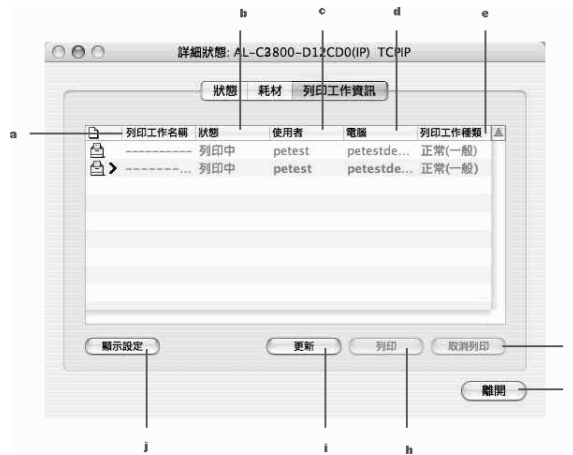 b c d e
詳細狀態: AL-C3800-D12CD0(IP) TCPIP
狀態 耗材 列印工作資訊
a
列印工作名稱 狀態 使用者 電腦 列印工作種類
---------- 列印中 petest petestde... 正常(一般)
-------... 列印中 petest petestde... 正常(一般)
顯示設定 更新 列印 取消列印
離開
j i h